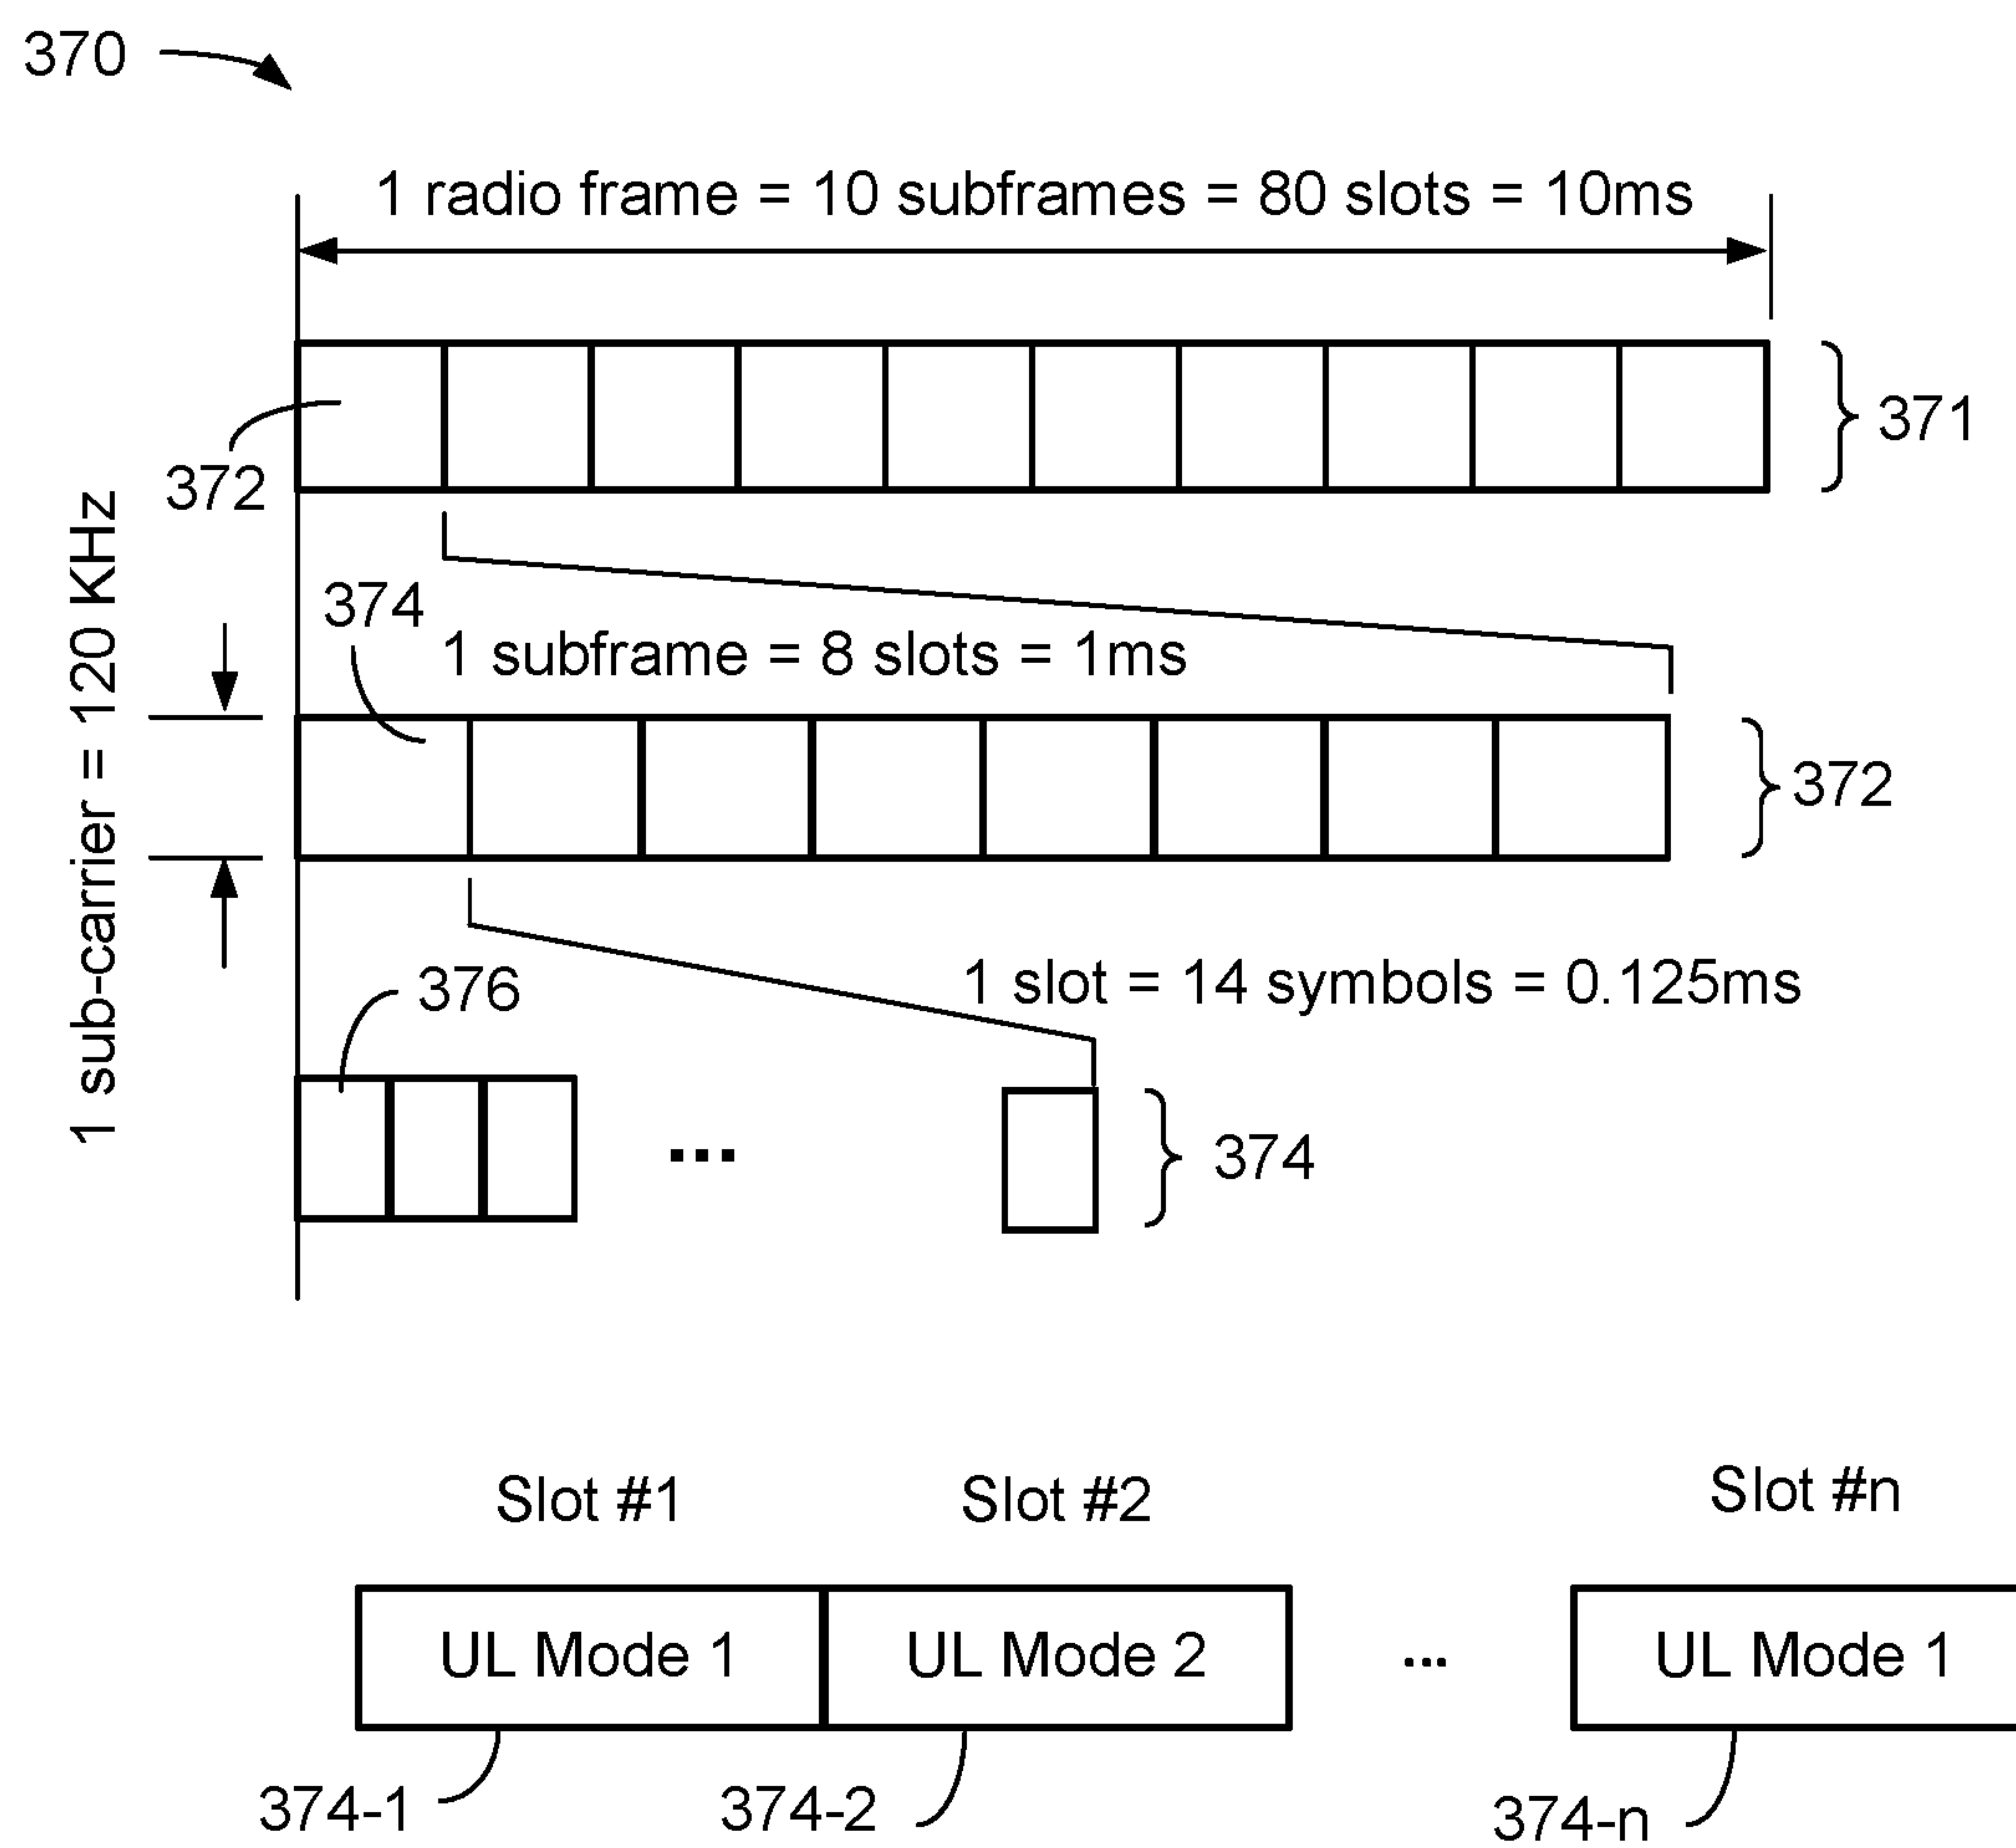 370
1 radio frame = 10 subframes = 80 slots = 10ms
371
372
1 sub-carrier = 120 KHz
374
1 subframe = 8 slots = 1ms
372
376
1 slot = 14 symbols = 0.125ms
...
374
Slot #1 Slot #2 Slot #n
UL Mode 1 UL Mode 2 ... UL Mode 1
374-1 374-2 374-n